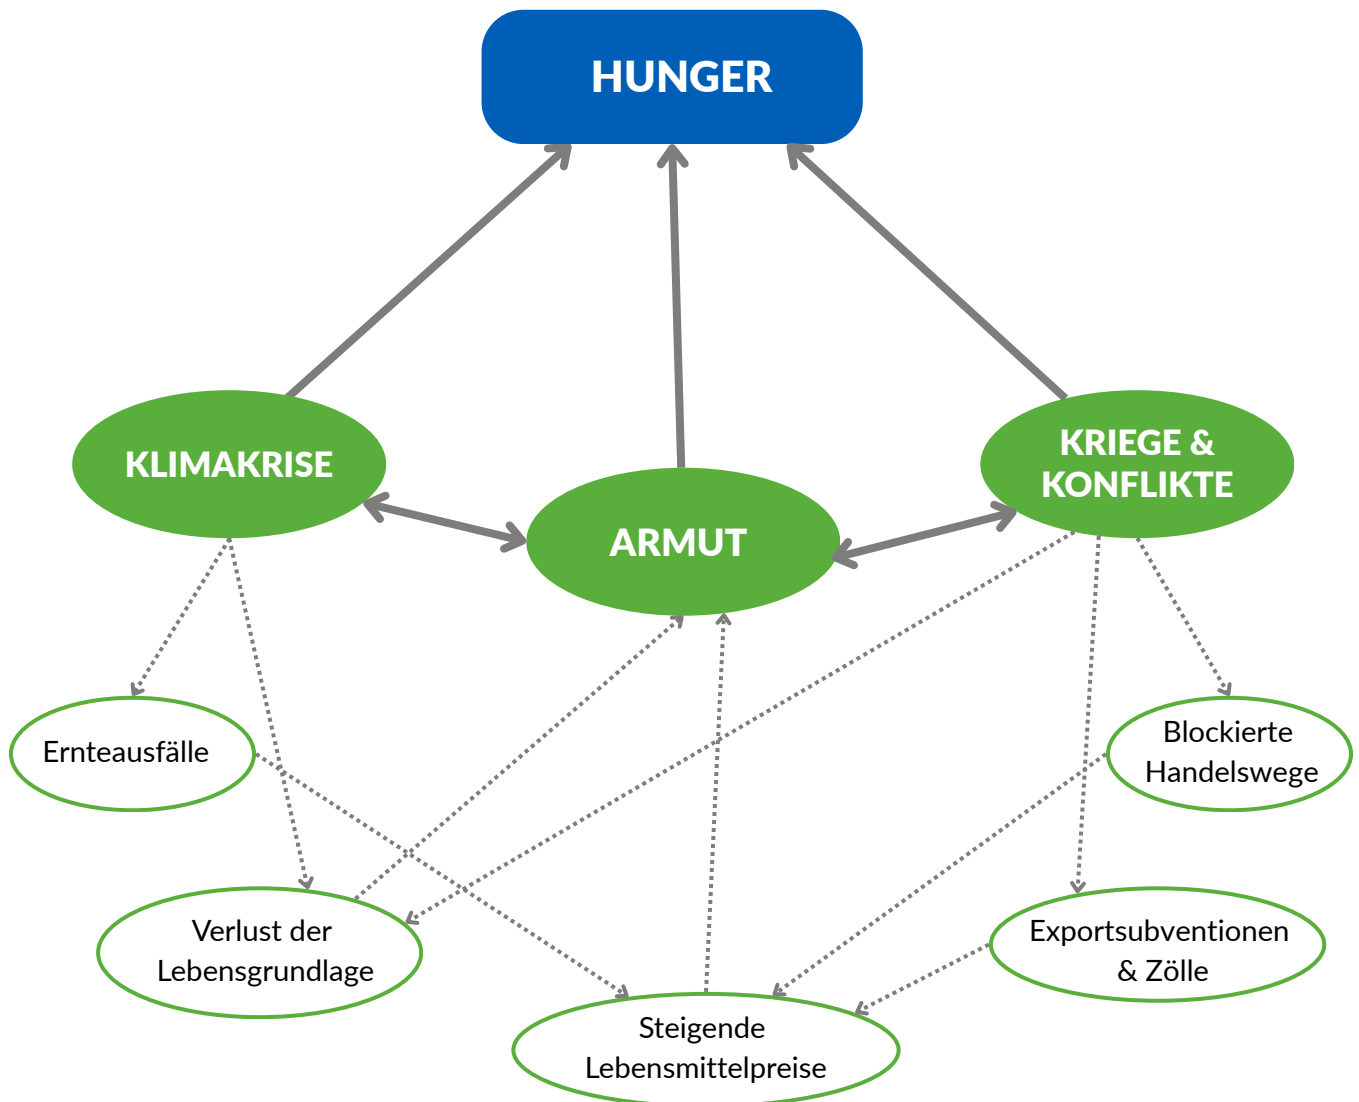 HUNGER
KLIMAKRISE
KRIEGE &
KONFLIKTE
ARMUT
Ernteausfälle
Blockierte
Handelswege
Verlust der
Lebensgrundlage
Exportsubventionen
& Zölle
Steigende
Lebensmittelpreise